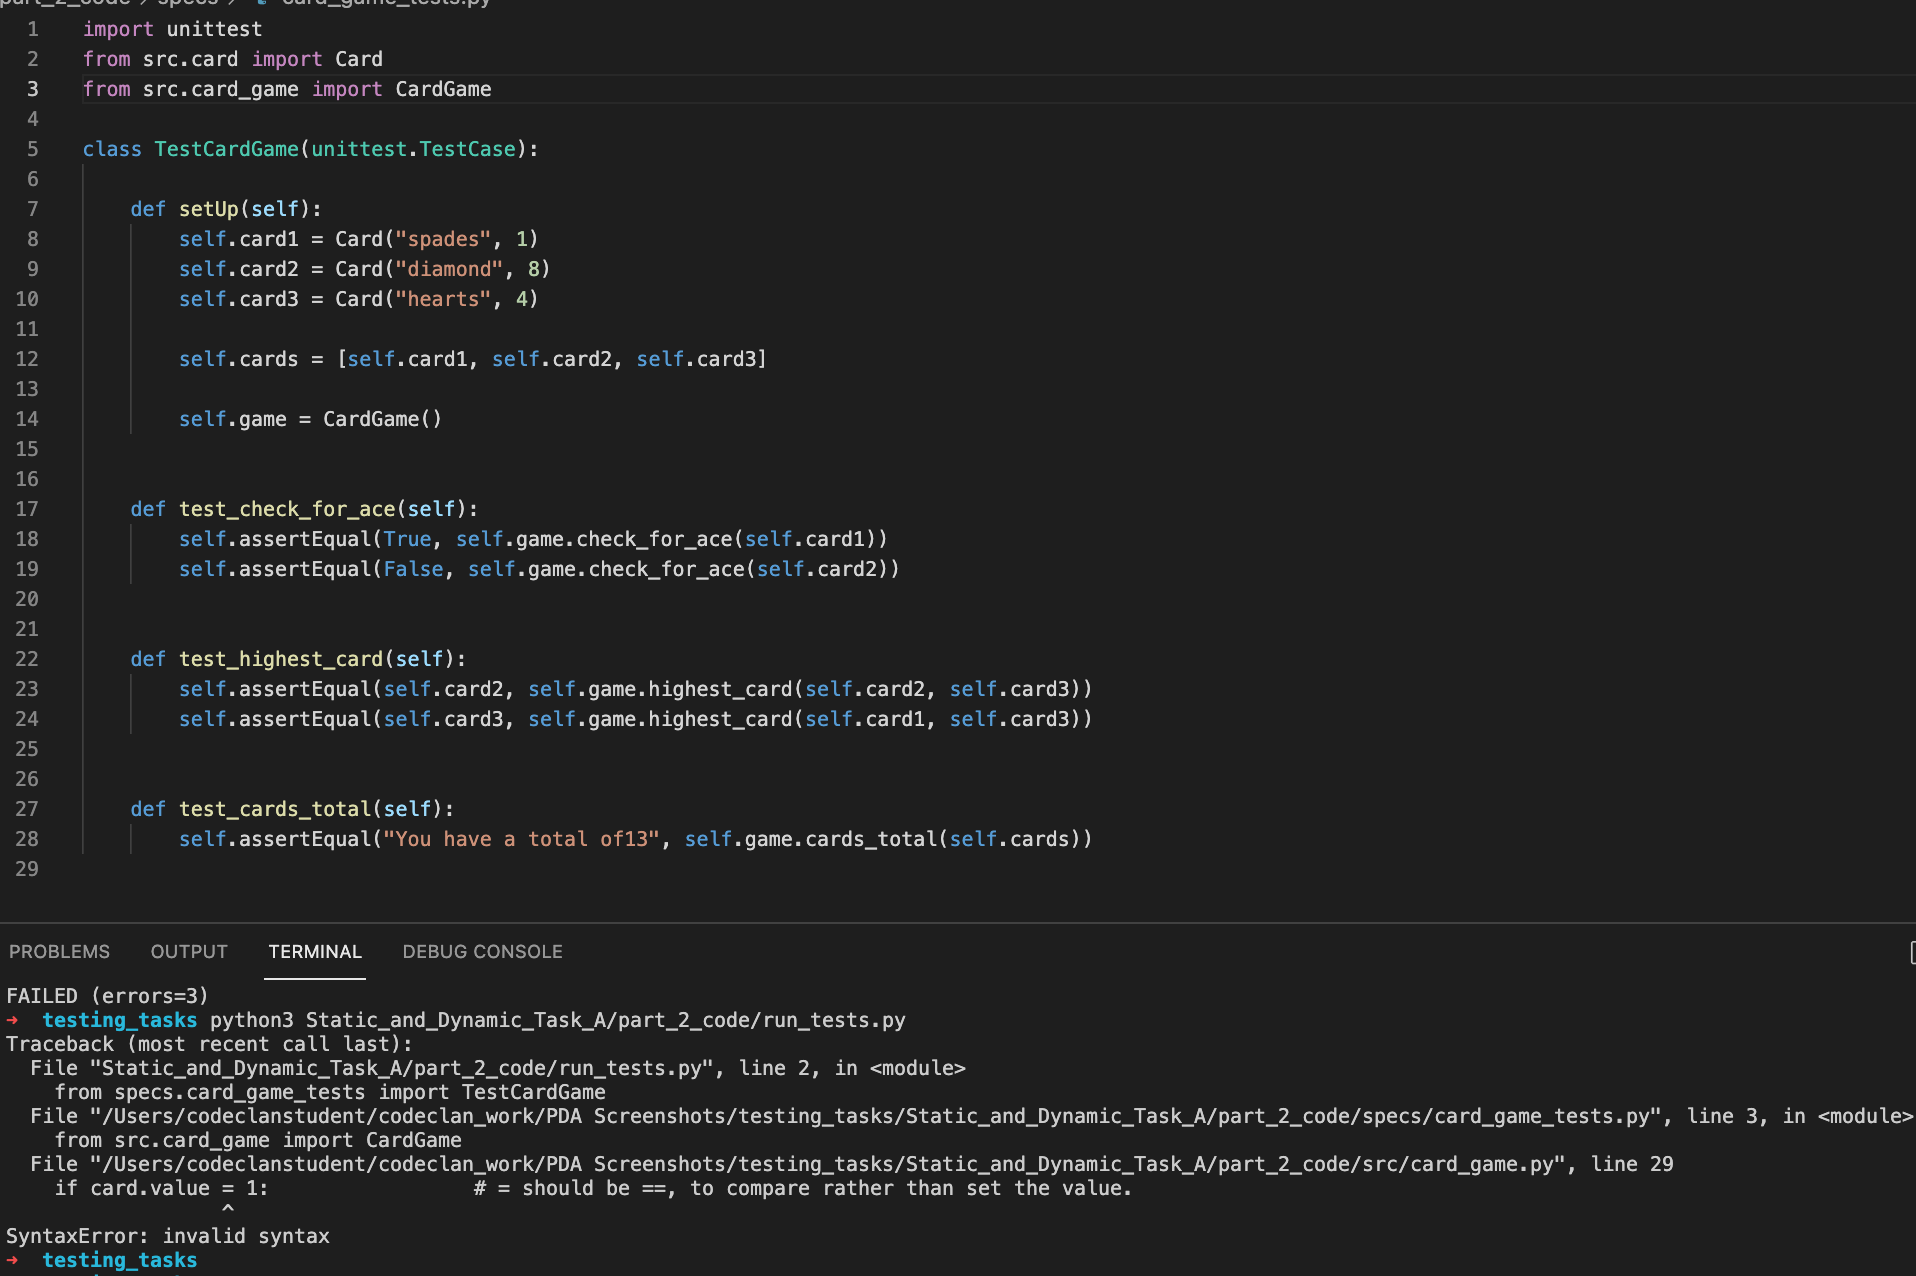 part_2_code > specs > card_game_tests.py
1 import unittest
2 from src.card import Card
3 from src.card_game import CardGame
4
5 class TestCardGame(unittest.TestCase):
6
7     def setUp(self):
8         self.card1 = Card("spades", 1)
9         self.card2 = Card("diamond", 8)
10         self.card3 = Card("hearts", 4)
11
12         self.cards = [self.card1, self.card2, self.card3]
13
14         self.game = CardGame()
15
16
17     def test_check_for_ace(self):
18         self.assertEqual(True, self.game.check_for_ace(self.card1))
19         self.assertEqual(False, self.game.check_for_ace(self.card2))
20
21
22     def test_highest_card(self):
23         self.assertEqual(self.card2, self.game.highest_card(self.card2, self.card3))
24         self.assertEqual(self.card3, self.game.highest_card(self.card1, self.card3))
25
26
27     def test_cards_total(self):
28         self.assertEqual("You have a total of13", self.game.cards_total(self.cards))
29
PROBLEMS OUTPUT TERMINAL DEBUG CONSOLE
FAILED (errors=3)
➜  testing_tasks python3 Static_and_Dynamic_Task_A/part_2_code/run_tests.py
Traceback (most recent call last):
  File "Static_and_Dynamic_Task_A/part_2_code/run_tests.py", line 2, in <module>
    from specs.card_game_tests import TestCardGame
  File "/Users/codeclanstudent/codeclan_work/PDA Screenshots/testing_tasks/Static_and_Dynamic_Task_A/part_2_code/specs/card_game_tests.py", line 3, in <module>
    from src.card_game import CardGame
  File "/Users/codeclanstudent/codeclan_work/PDA Screenshots/testing_tasks/Static_and_Dynamic_Task_A/part_2_code/src/card_game.py", line 29
    if card.value = 1:                 # = should be ==, to compare rather than set the value.
                  ^
SyntaxError: invalid syntax
➜  testing_tasks